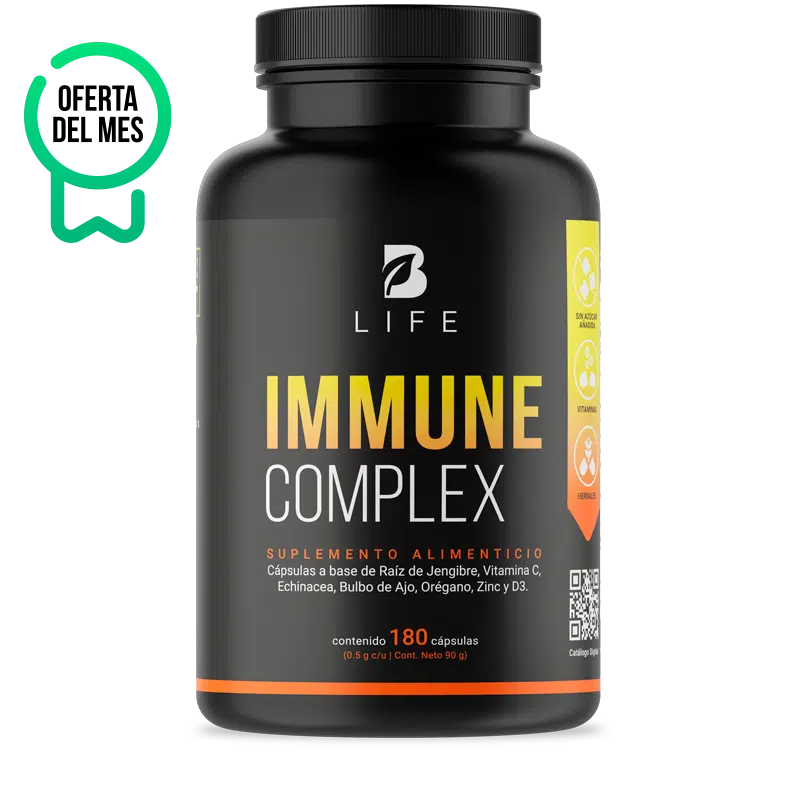 OFERTA
DEL MES
B
LIFE
IMMUNE
COMPLEX
SUPLEMENTO ALIMENTICIO
Cápsulas a base de Raíz de Jengibre, Vitamina C,
Echinacea, Bulbo de Ajo, Orégano, Zinc y D3.
contenido 180 cápsulas
(0.5 g c/u | Cont. Neto 90 g)
SIN AZÚCAR
AÑADIDA
VITAMINAS
HERBALES
Catálogo Digital